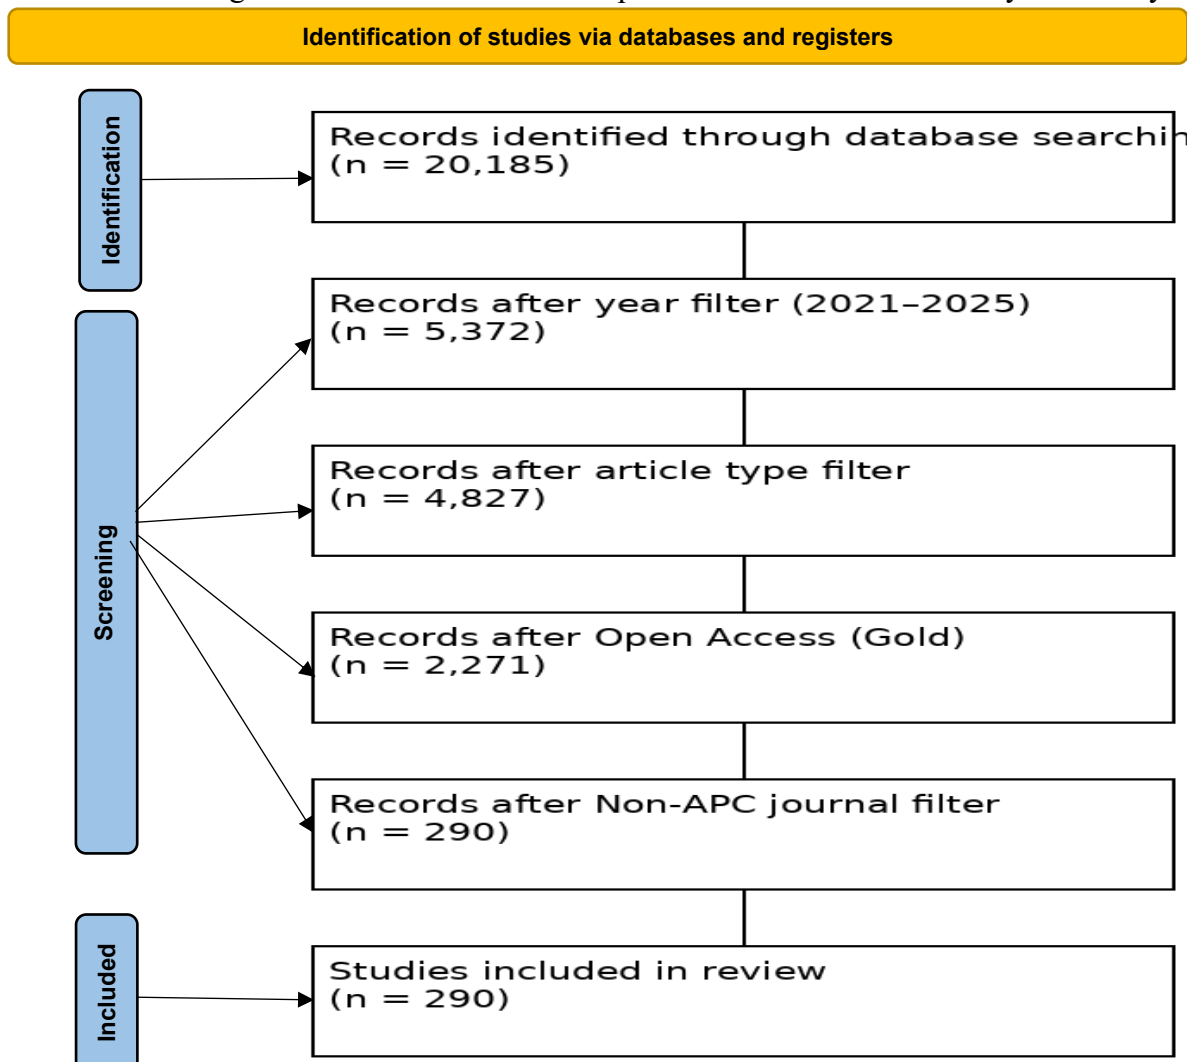 Identification of studies via databases and registers
Identification
Records identified through database searchin
(n = 20,185)
Screening
Records after year filter (2021–2025)
(n = 5,372)
Records after article type filter
(n = 4,827)
Records after Open Access (Gold)
(n = 2,271)
Records after Non-APC journal filter
(n = 290)
Included
Studies included in review
(n = 290)